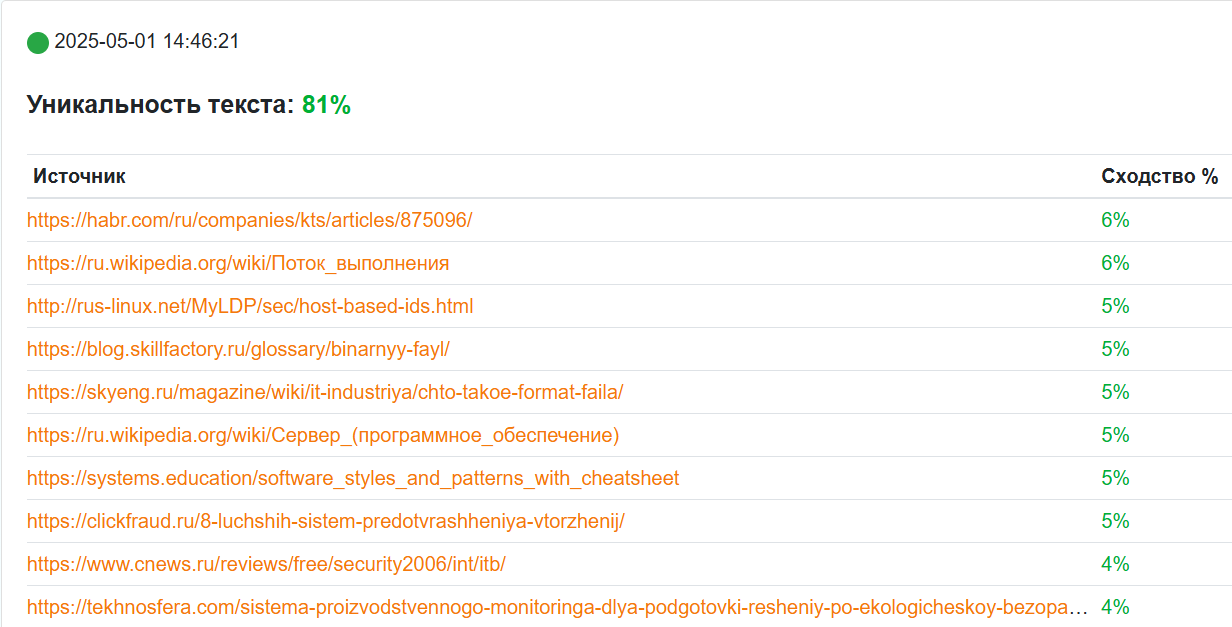 2025-05-01 14:46:21
Уникальность текста: 81%
Источник Сходство %
https://habr.com/ru/companies/kts/articles/875096/ 6%
https://ru.wikipedia.org/wiki/Поток_выполнения 6%
http://rus-linux.net/MyLDP/sec/host-based-ids.html 5%
https://blog.skillfactory.ru/glossary/binarnyy-fayl/ 5%
https://skyeng.ru/magazine/wiki/it-industriya/chto-takoe-format-faila/ 5%
https://ru.wikipedia.org/wiki/Сервер_(программное_обеспечение) 5%
https://systems.education/software_styles_and_patterns_with_cheatsheet 5%
https://clickfraud.ru/8-luchshih-sistem-predotvrashheniya-vtorzhenij/ 5%
https://www.cnews.ru/reviews/free/security2006/int/itb/ 4%
https://tekhnosfera.com/sistema-proizvodstvennogo-monitoringa-dlya-podgotovki-resheniy-po-ekologicheskoy-bezopa... 4%